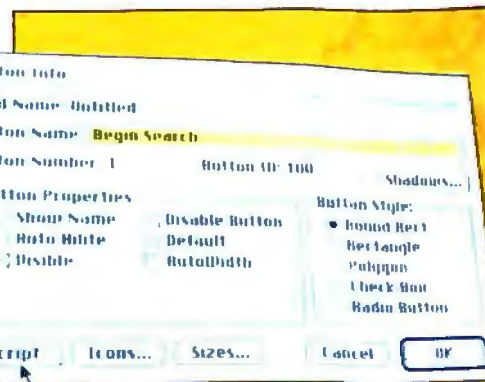 ton Info
d Name: Untitled
ton Name: Begin Search
ton Number: 1 Button ID: 100
Shadows...
tton Properties
Show Name Disable Button
Auto Hilite Default
Disable AutoWidth
Button Style:
Round Rect
Rectangle
Polygon
Check Box
Radio Button
cript Icons... Sizes... Cancel OK